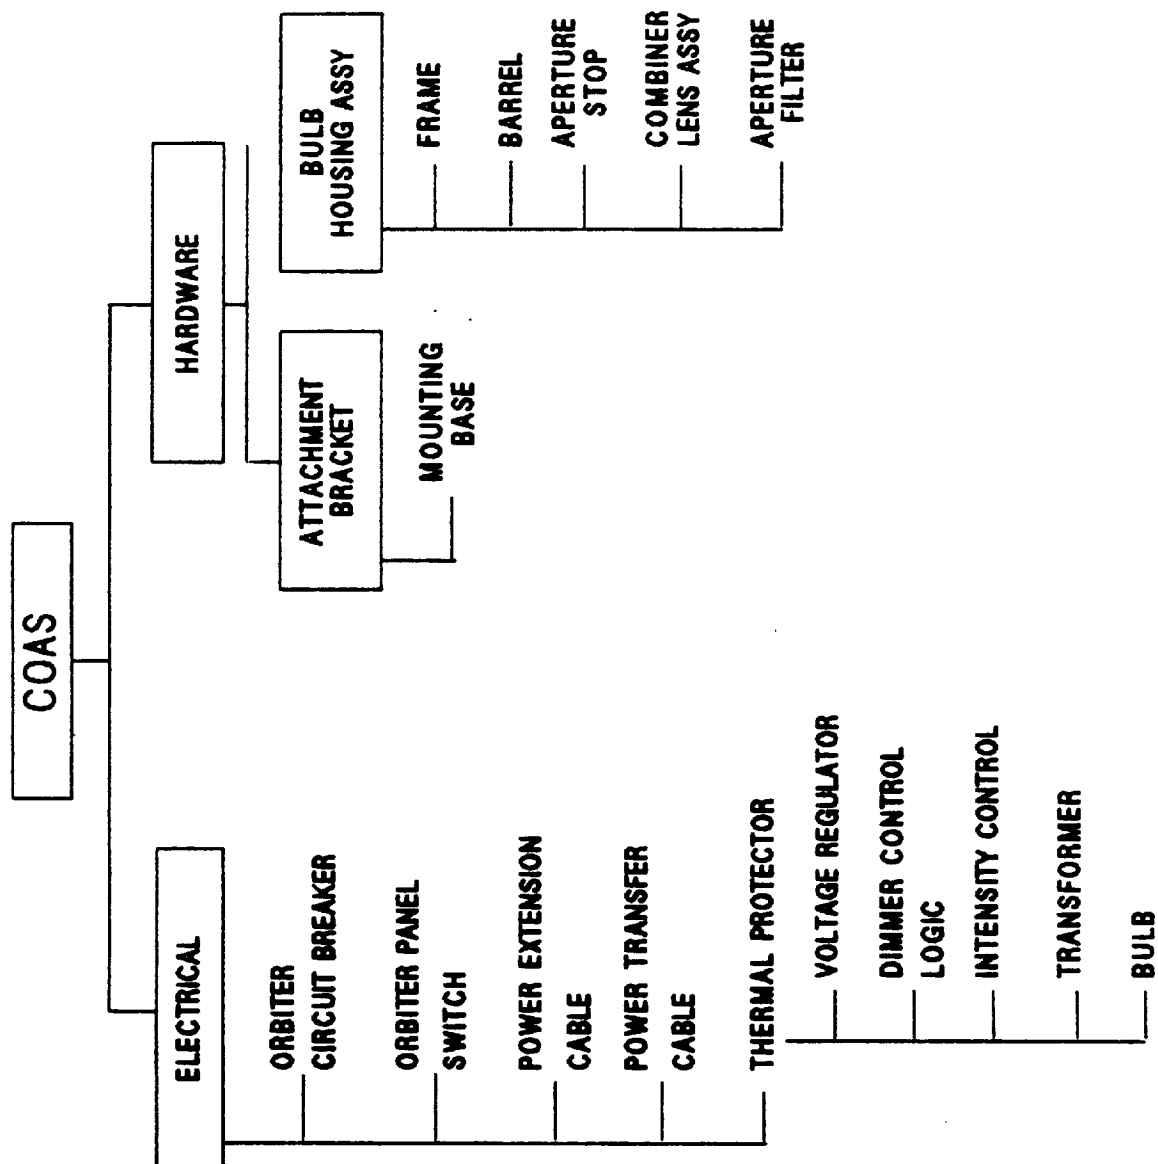 COAS
ELECTRICAL
ORBITER
CIRCUIT BREAKER
ORBITER PANEL
SWITCH
POWER EXTENSION
CABLE
POWER TRANSFER
CABLE
THERMAL PROTECTOR
VOLTAGE REGULATOR
DIMMER CONTROL
LOGIC
INTENSITY CONTROL
TRANSFORMER
BULB
HARDWARE
ATTACHMENT
BRACKET
MOUNTING
BASE
BULB
HOUSING ASSY
FRAME
BARREL
APERTURE
STOP
COMBINER
LENS ASSY
APERTURE
FILTER